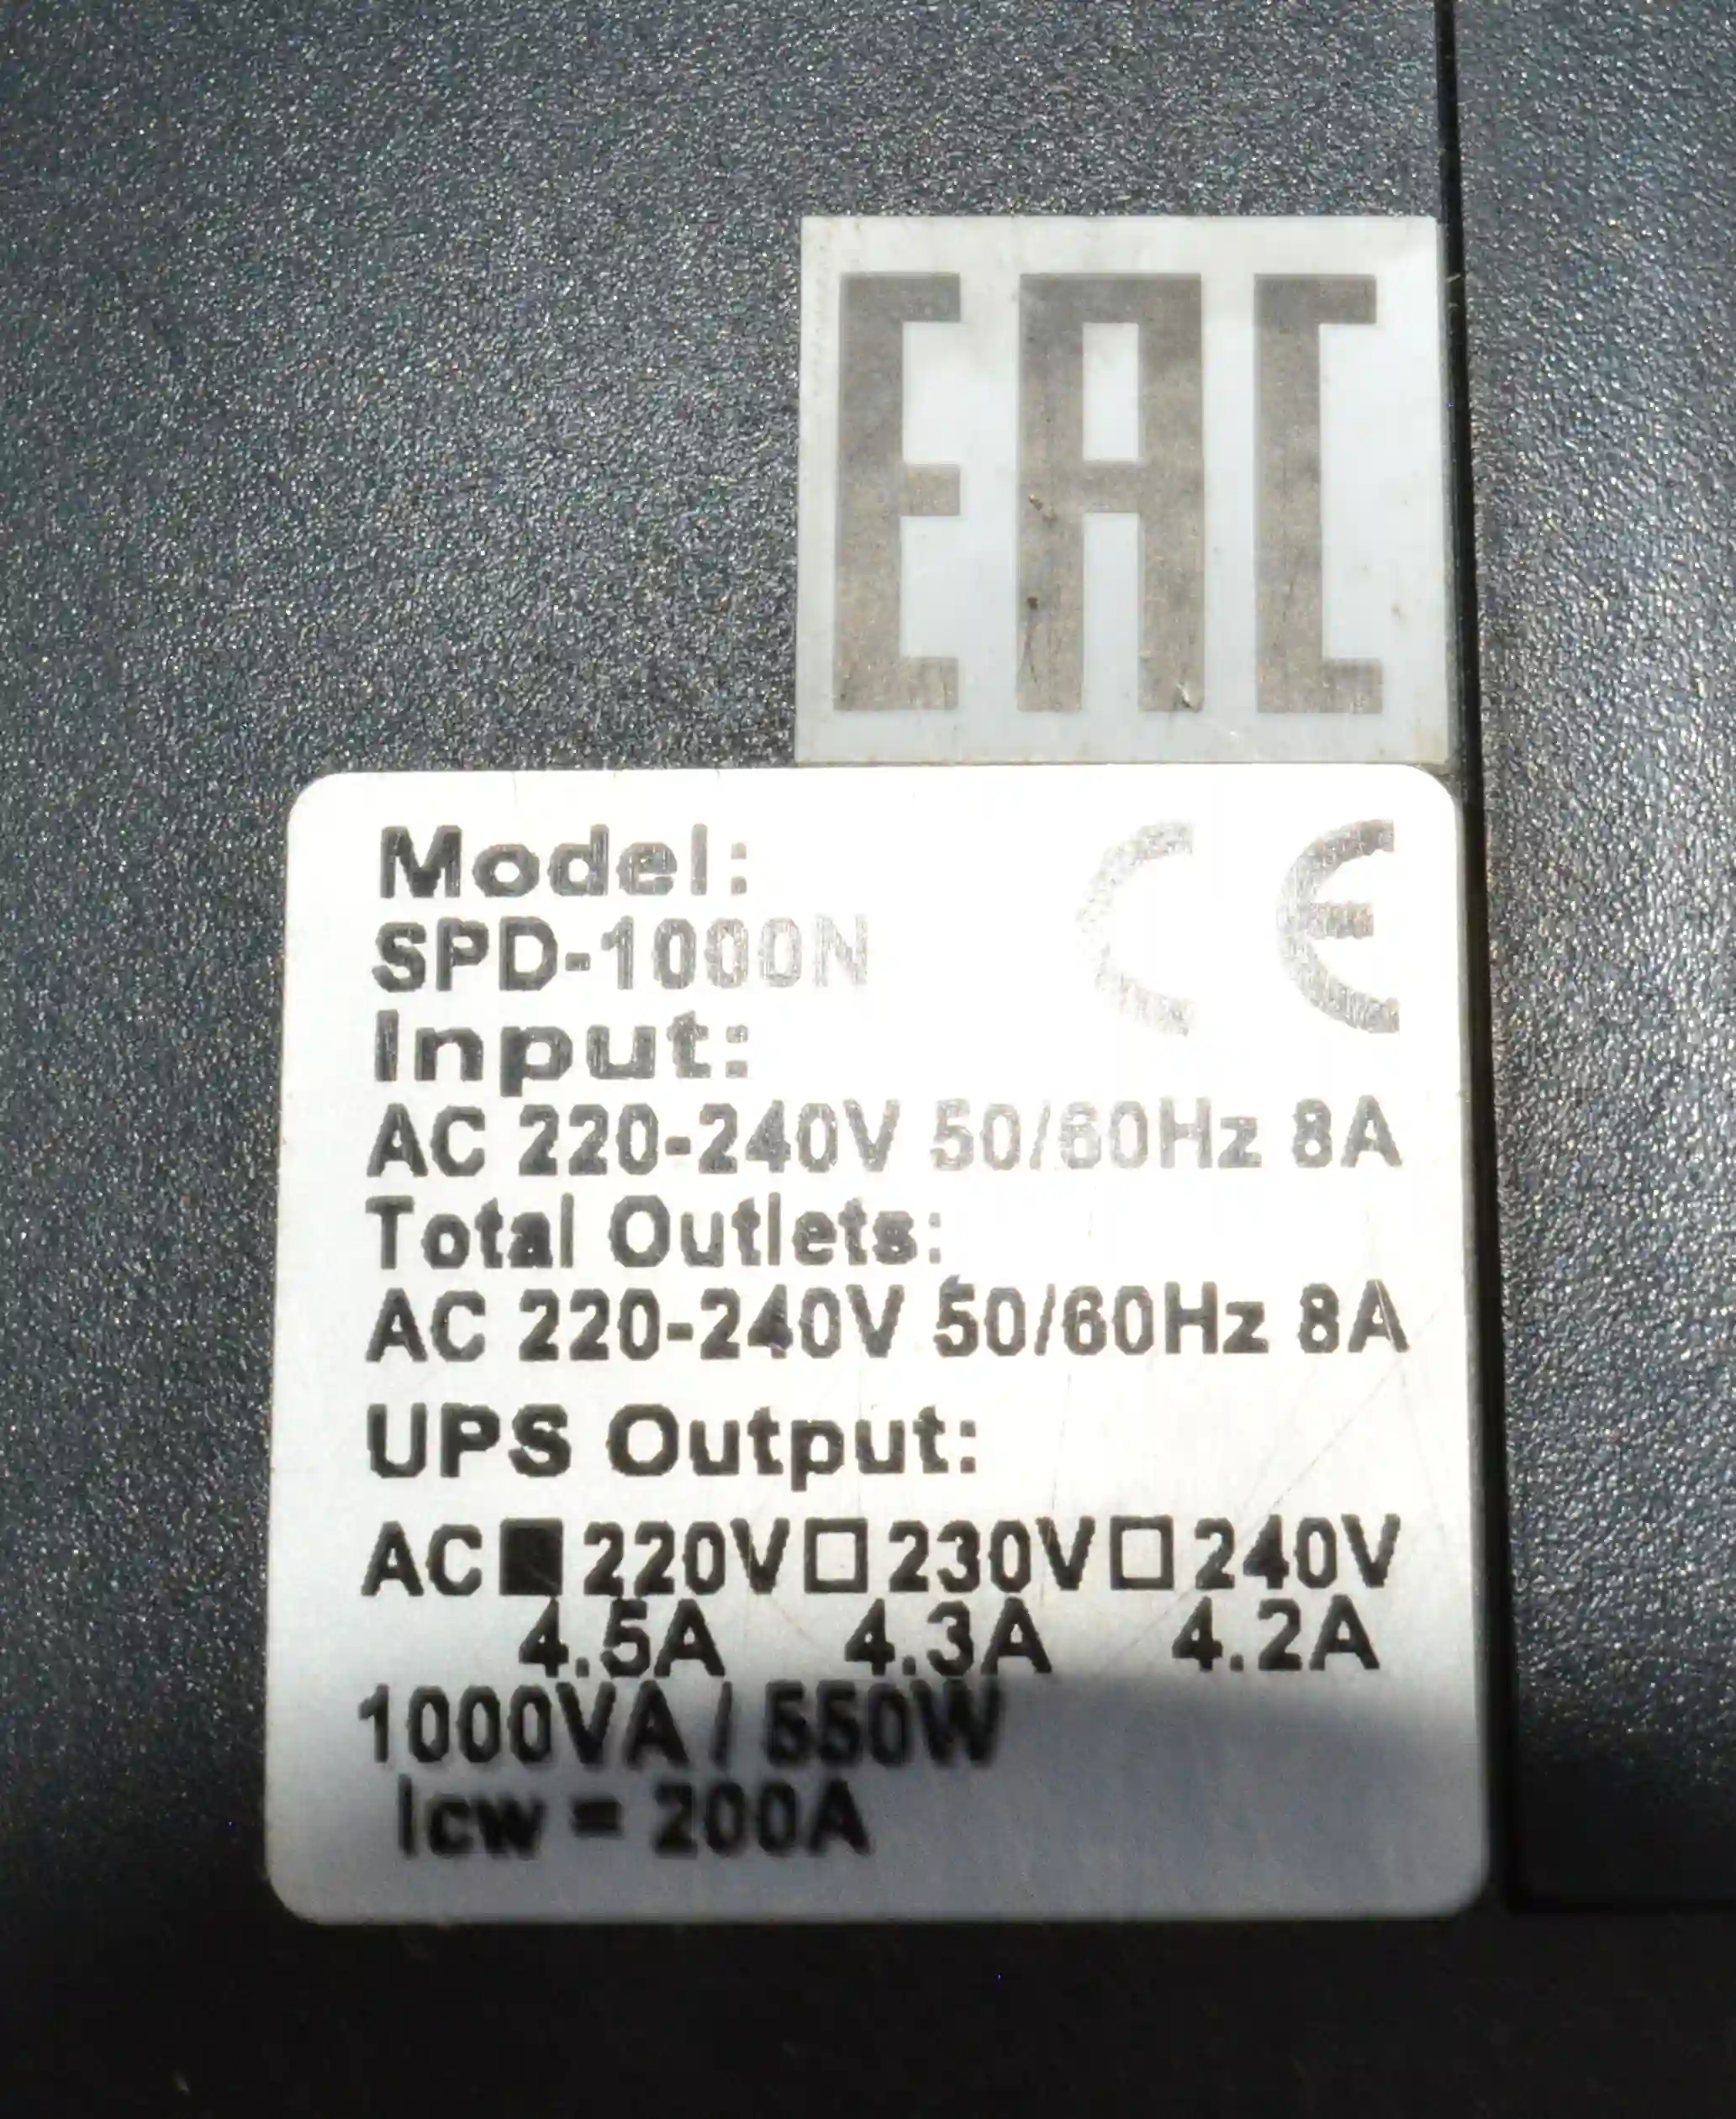 EAC
Model:
SPD-1000N
CE
Input:
AC 220-240V 50/60Hz 8A
Total Outlets:
AC 220-240V 50/60Hz 8A
UPS Output:
AC■220V□230V□240V
4.5A 4.3A 4.2A
1000VA / 550W
Icw = 200A